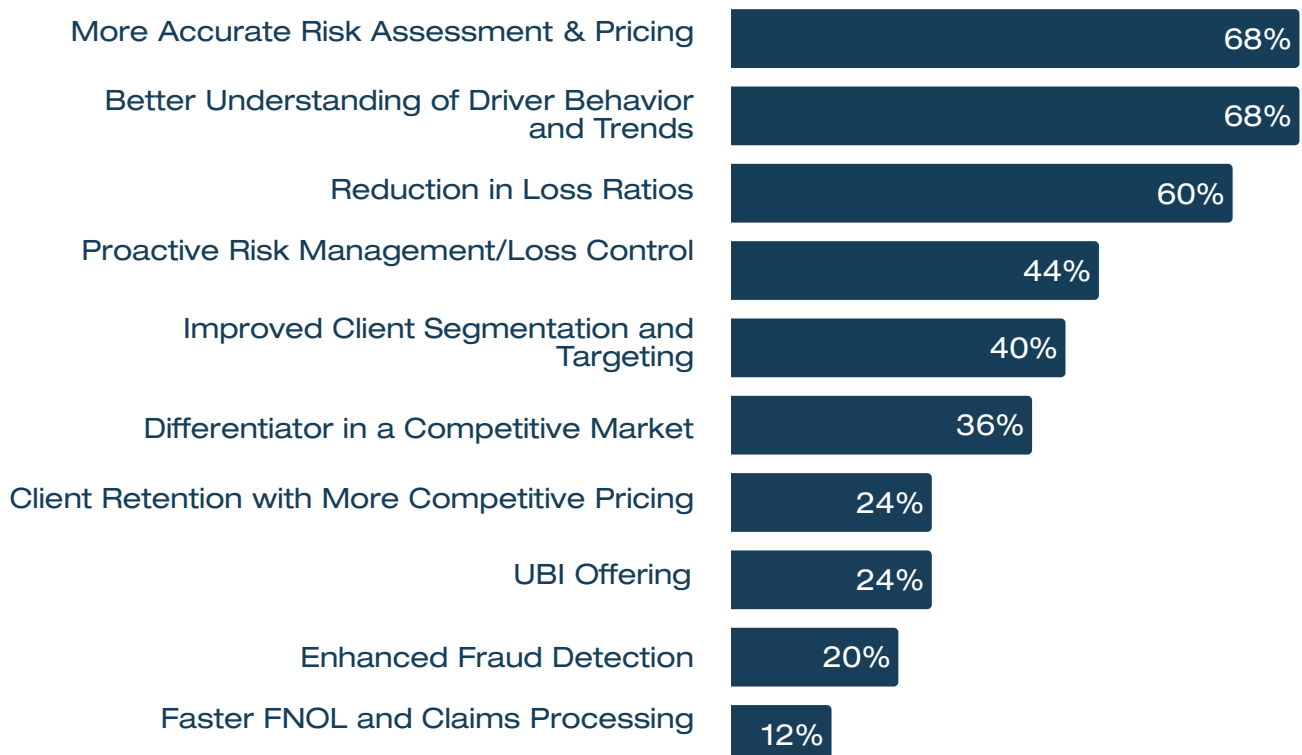 More Accurate Risk Assessment & Pricing
68%
Better Understanding of Driver Behavior
and Trends
68%
Reduction in Loss Ratios
60%
Proactive Risk Management/Loss Control
44%
Improved Client Segmentation and
Targeting
40%
Differentiator in a Competitive Market
36%
Client Retention with More Competitive Pricing
24%
UBI Offering
24%
Enhanced Fraud Detection
20%
Faster FNOL and Claims Processing
12%